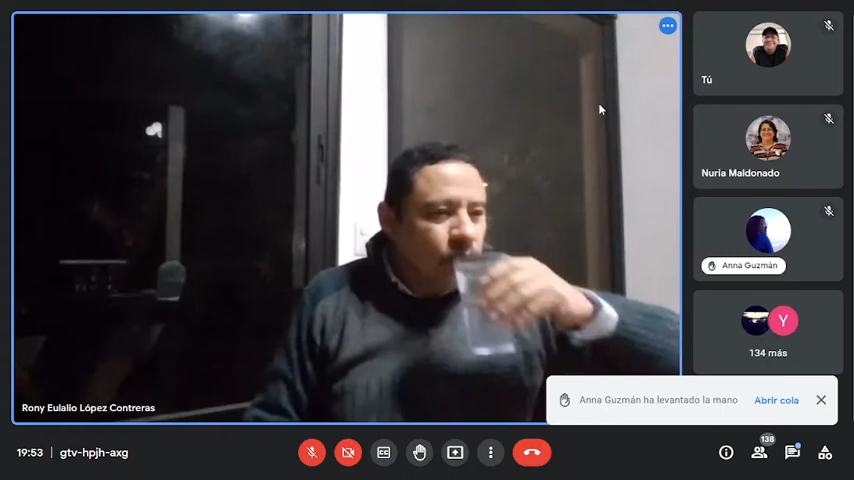 Tú
Nuria Maldonado
Anna Guzmán
Y
134 más
Rony Eulalio López Contreras
Anna Guzmán ha levantado la mano
Abrir cola
19:53 | gtv-hpjh-axg
CC
138